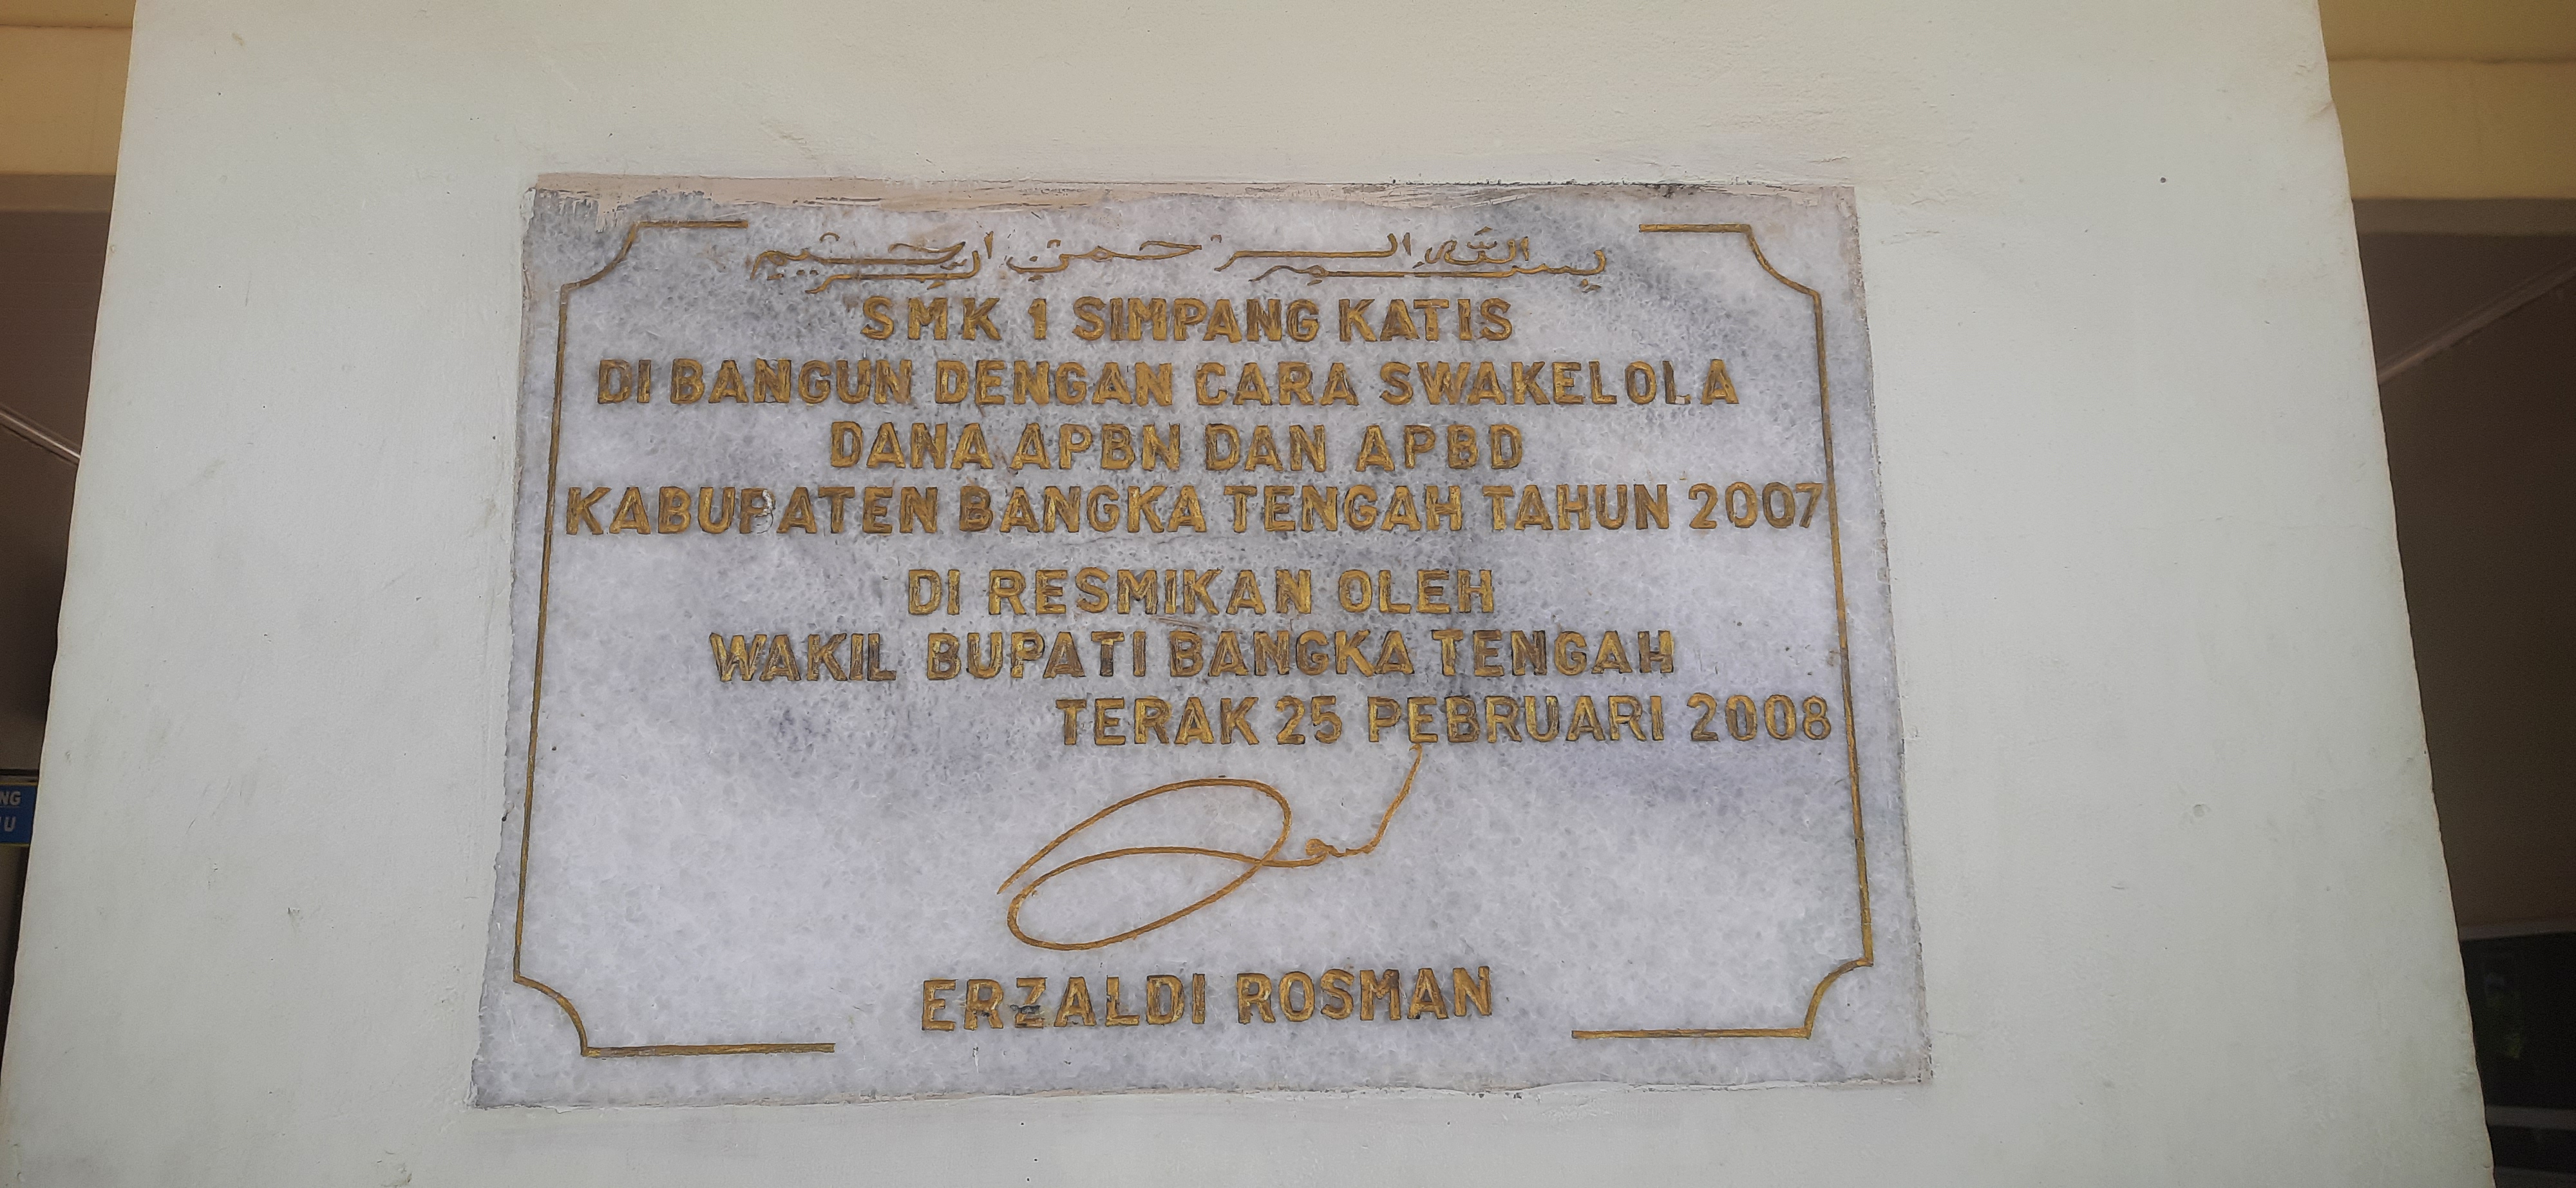 بسم الله الرحمن الرحيم
SMK 1 SIMPANG KATIS
DI BANGUN DENGAN CARA SWAKELOLA
DANA APBN DAN APBD
KABUPATEN BANGKA TENGAH TAHUN 2007
DI RESMIKAN OLEH
WAKIL BUPATI BANGKA TENGAH
TERAK 25 PEBRUARI 2008
ERZALDI ROSMAN